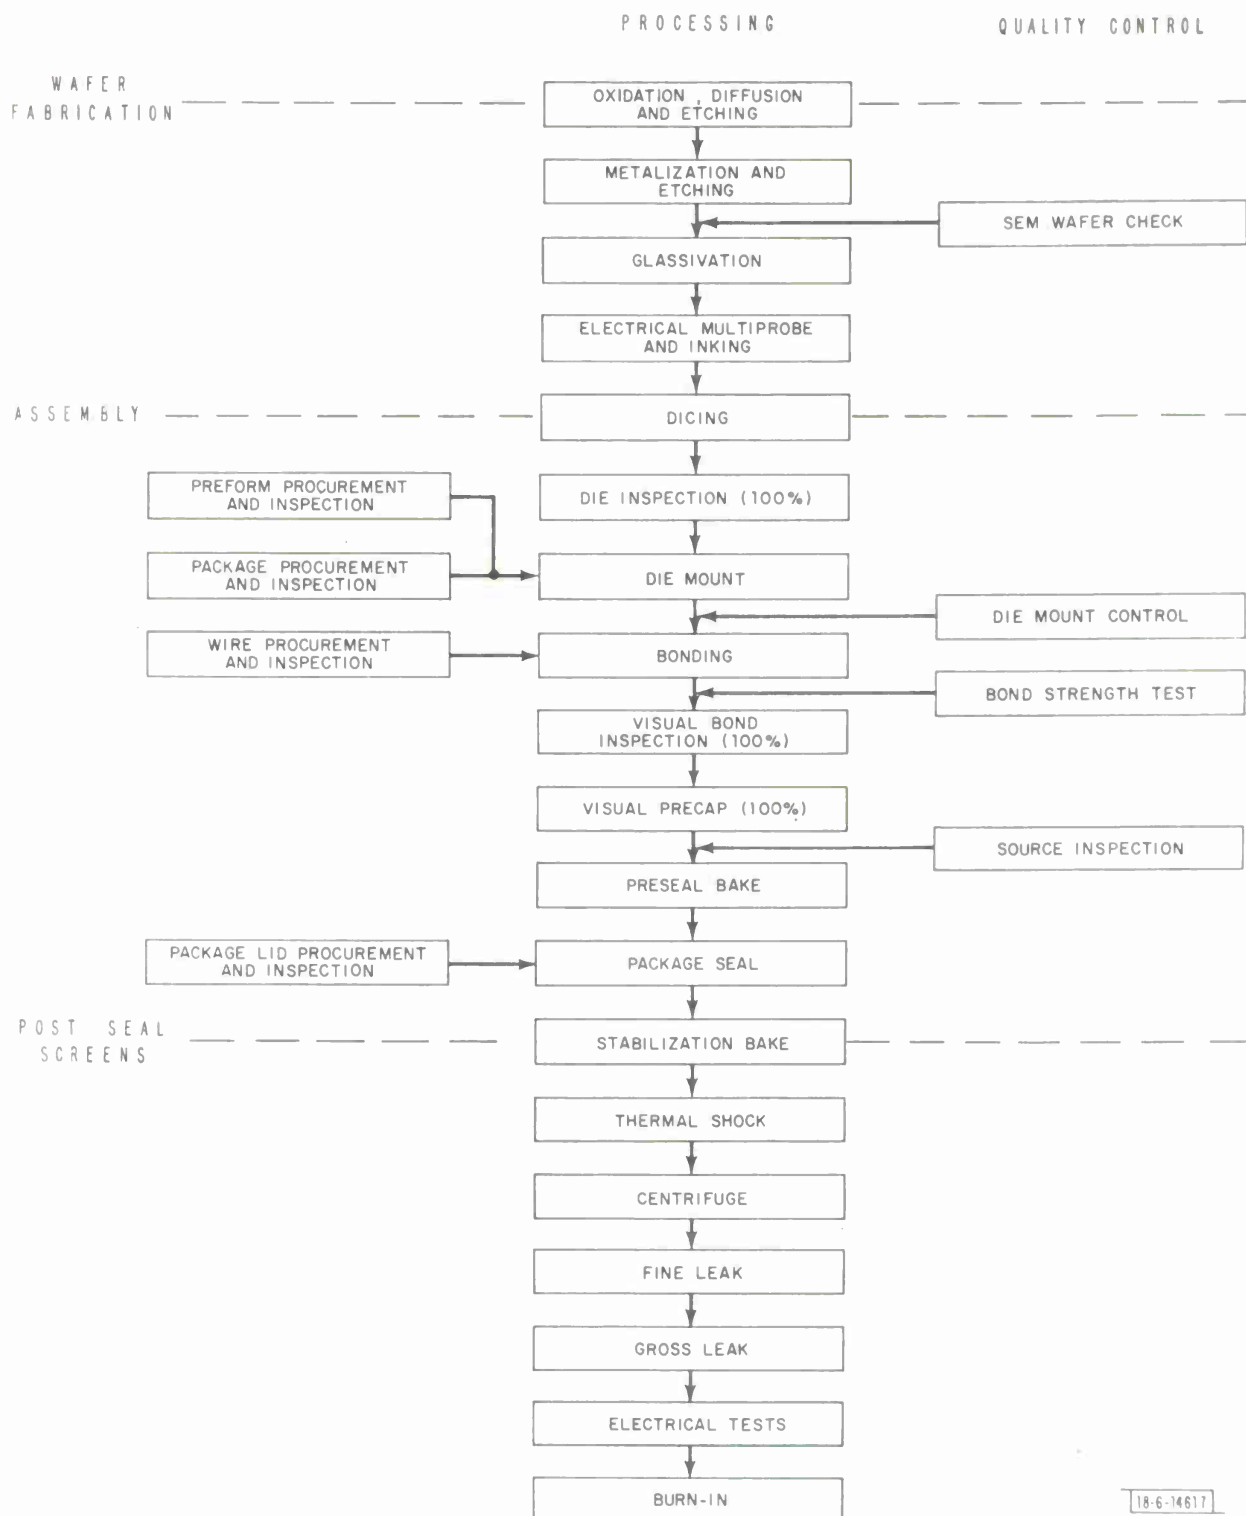 PROCESSING
QUALITY CONTROL
WAFER
FABRICATION
OXIDATION , DIFFUSION
AND ETCHING
METALIZATION AND
ETCHING
SEM WAFER CHECK
GLASSIVATION
ELECTRICAL MULTIPROBE
AND INKING
ASSEMBLY
DICING
PREFORM PROCUREMENT
AND INSPECTION
DIE INSPECTION (100%)
PACKAGE PROCUREMENT
AND INSPECTION
DIE MOUNT
DIE MOUNT CONTROL
WIRE PROCUREMENT
AND INSPECTION
BONDING
BOND STRENGTH TEST
VISUAL BOND
INSPECTION (100%)
VISUAL PRECAP (100%)
SOURCE INSPECTION
PRESEAL BAKE
PACKAGE LID PROCUREMENT
AND INSPECTION
PACKAGE SEAL
POST SEAL
SCREENS
STABILIZATION BAKE
THERMAL SHOCK
CENTRIFUGE
FINE LEAK
GROSS LEAK
ELECTRICAL TESTS
BURN-IN
18-6-14617